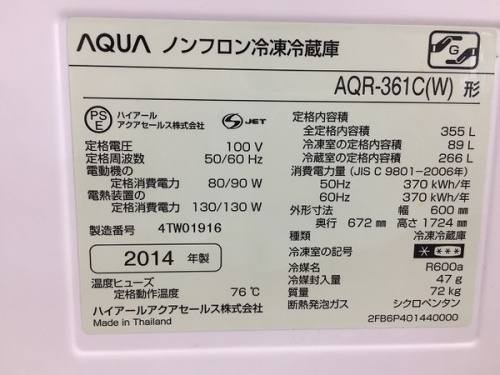 AQUA ノンフロン冷凍冷蔵庫
G
AQR-361C(W) 形
PS E
ハイアール
アクアセールス株式会社
S JET
定格電圧 100 V
定格周波数 50/60 Hz
電動機の
定格消費電力 80/90 W
電熱装置の
定格消費電力 130/130 W
製造番号 4TW01916
2014 年製
温度ヒューズ
定格動作温度 76℃
ハイアールアクアセールス株式会社
Made in Thailand
定格内容積
全定格内容積 355 L
冷凍室の定格内容積 89 L
冷蔵室の定格内容積 266 L
消費電力量 (JIS C 9801-2006年)
50Hz 370 kWh/年
60Hz 370 kWh/年
外形寸法 幅 600 ㎜
奥行 672 ㎜ 高さ 1724 ㎜
種類 冷凍冷蔵庫
冷凍室の記号 * ***
冷媒名 R600a
冷媒封入量 47 g
質量 72 kg
断熱発泡ガス シクロペンタン
2FB6P401440000